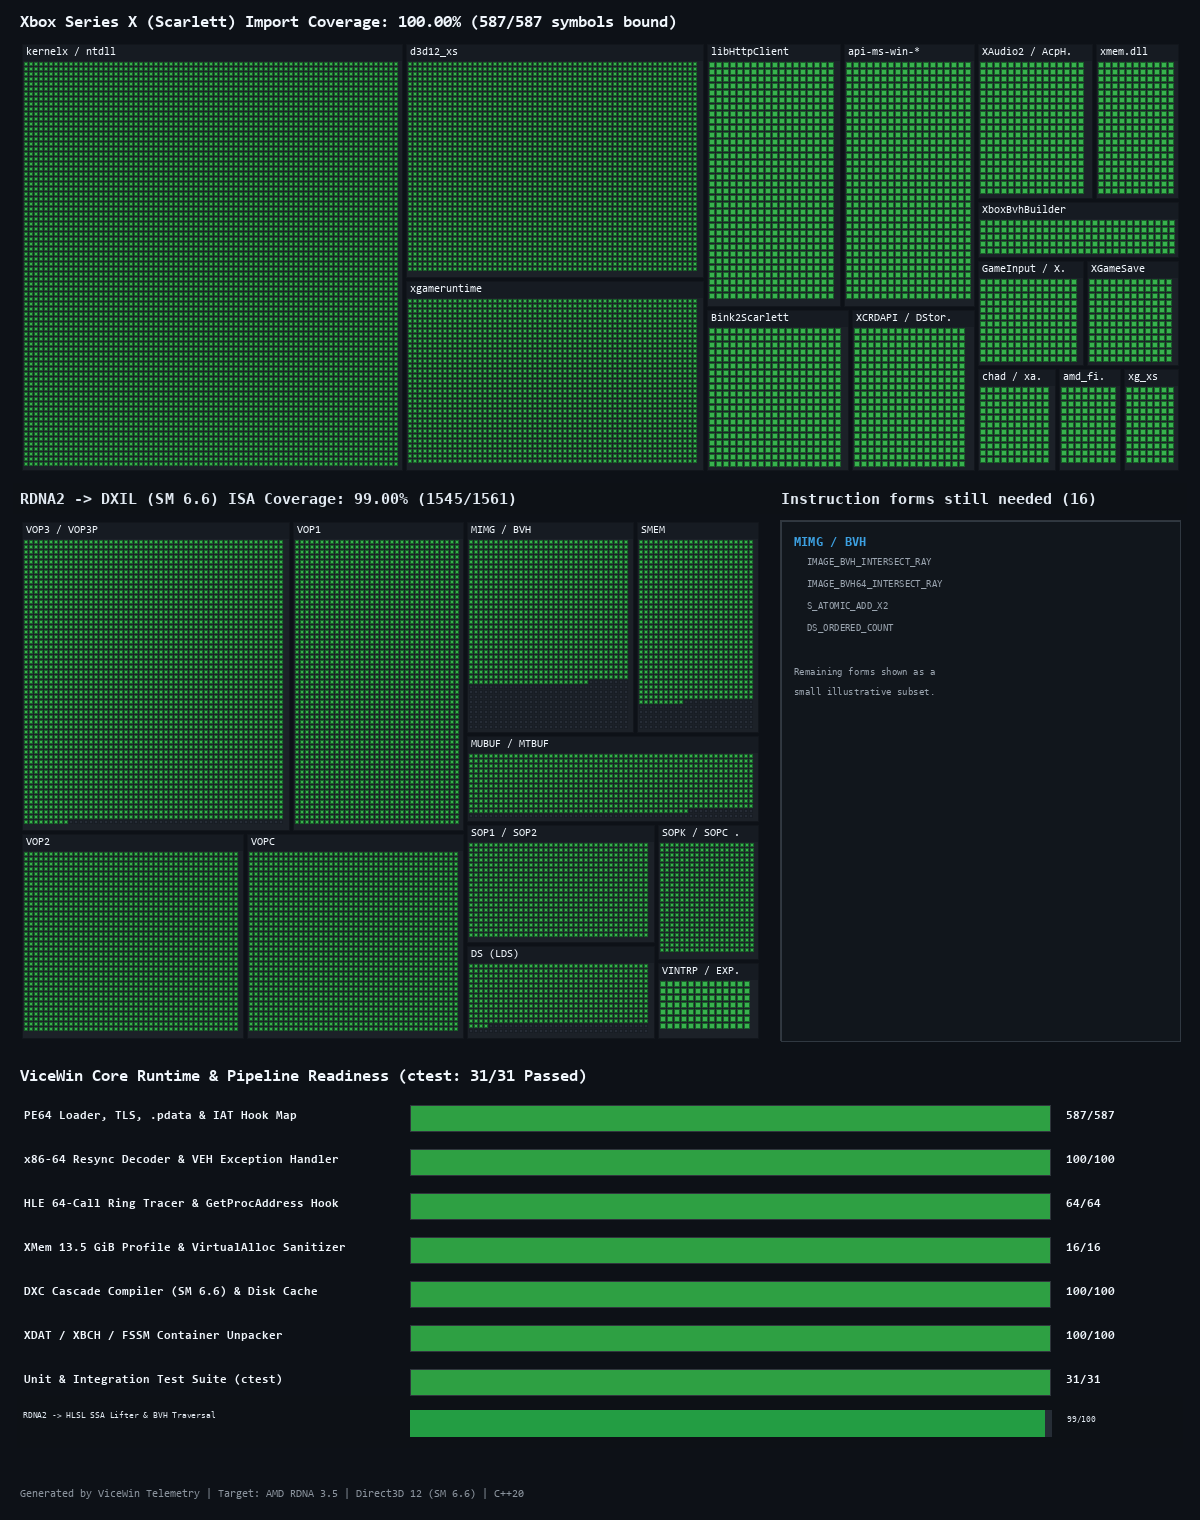 Xbox Series X (Scarlett) Import Coverage: 100.00% (587/587 symbols bound)
kernelx / ntdll
d3d12_xs
libHttpClient
api-ms-win-*
XAudio2 / AcpH.
xmem.dll
XboxBvhBuilder
GameInput / X.
XGameSave
xgameruntime
Bink2Scarlett
XCRDAPI / DStor.
chad / xa.
amd_fi.
xg_xs
RDNA2 -> DXIL (SM 6.6) ISA Coverage: 99.00% (1545/1561)
VOP3 / VOP3P
VOP1
MIMG / BVH
SMEM
MUBUF / MTBUF
VOP2
VOPC
SOP1 / SOP2
SOPK / SOPC .
DS (LDS)
VINTRP / EXP.
Instruction forms still needed (16)
MIMG / BVH
IMAGE_BVH_INTERSECT_RAY
IMAGE_BVH64_INTERSECT_RAY
S_ATOMIC_ADD_X2
DS_ORDERED_COUNT
Remaining forms shown as a
small illustrative subset.
ViceWin Core Runtime & Pipeline Readiness (ctest: 31/31 Passed)
PE64 Loader, TLS, .pdata & IAT Hook Map 587/587
x86-64 Resync Decoder & VEH Exception Handler 100/100
HLE 64-Call Ring Tracer & GetProcAddress Hook 64/64
XMem 13.5 GiB Profile & VirtualAlloc Sanitizer 16/16
DXC Cascade Compiler (SM 6.6) & Disk Cache 100/100
XDAT / XBCH / FSSM Container Unpacker 100/100
Unit & Integration Test Suite (ctest) 31/31
RDNA2 -> HLSL SSA Lifter & BVH Traversal 99/100
Generated by ViceWin Telemetry | Target: AMD RDNA 3.5 | Direct3D 12 (SM 6.6) | C++20